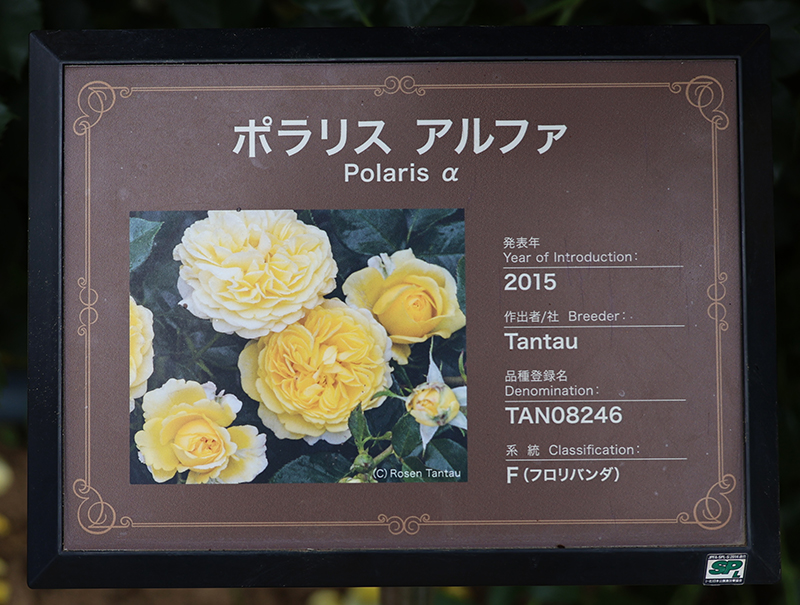 ポラリス アルファ
Polaris α
発表年
Year of Introduction:
2015
作出者/社 Breeder:
Tantau
品種登録名
Denomination:
TAN08246
系 統 Classification:
F(フロリバンダ)
(C) Rosen Tantau
SPL